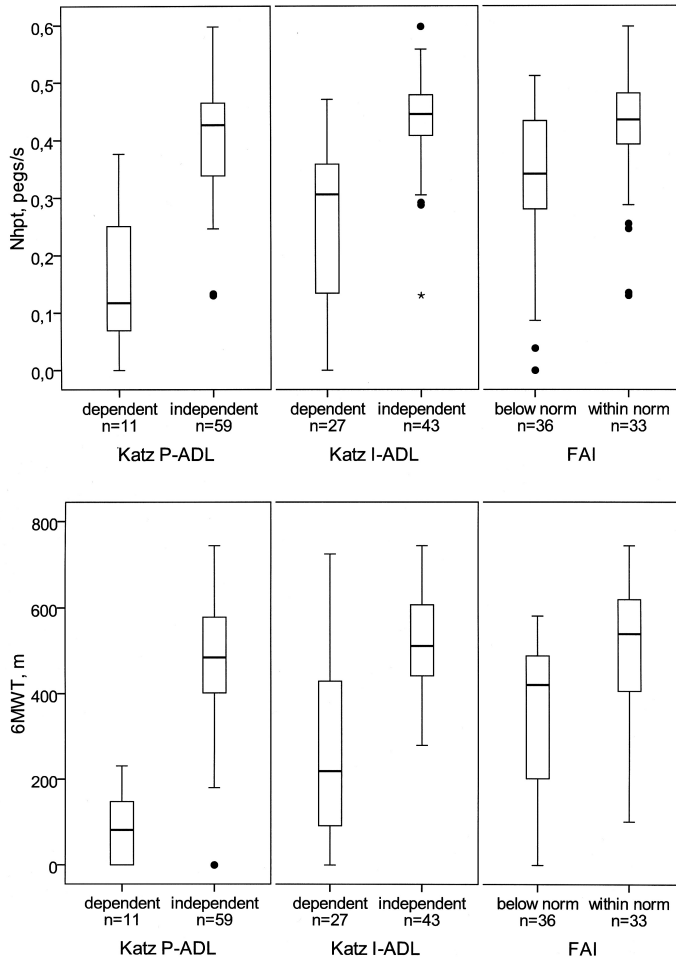 Nhpt, pegs/s
0,6
0,5
0,4
0,3
0,2
0,1
0,0
dependent independent dependent independent below norm within norm
n=11 n=59 n=27 n=43 n=36 n=33
Katz P-ADL Katz I-ADL FAI
6MWT, m
800
600
400
200
0
dependent independent dependent independent below norm within norm
n=11 n=59 n=27 n=43 n=36 n=33
Katz P-ADL Katz I-ADL FAI